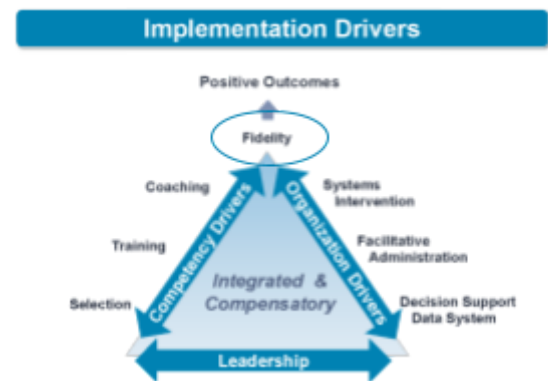 Implementation Drivers
Positive Outcomes
Fidelity
Coaching
Training
Selection
Competency Drivers
Organization Drivers
Systems
Intervention
Facilitative
Administration
Decision Support
Data System
Integrated &
Compensatory
Leadership